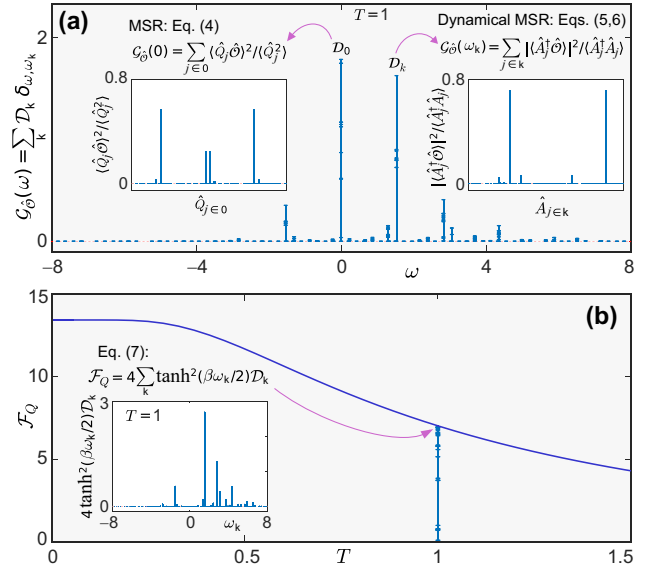 (a)
MSR: Eq. (4)
T = 1
Dynamical MSR: Eqs. (5,6)
𝒢_Ô(0) = ∑_{j∈0} ⟨Q̂_jÔ⟩²/⟨Q̂_j²⟩
𝒟₀
𝒟_k
𝒢_Ô(ω_k) = ∑_{j∈k} |⟨Â_j†Ô⟩|²/⟨Â_j†Â_j⟩
2
0
𝒢_Ô(ω) = ∑_k 𝒟_k δ_{ω,ω_k}
0.8
0
⟨Q̂_jÔ⟩²/⟨Q̂_j²⟩
Q̂_{j∈0}
0.8
0
|⟨Â_j†Ô⟩|²/⟨Â_j†Â_j⟩
Â_{j∈k}
−8 −4 0 4 8
ω
(b)
15
10
5
0
ℱ_Q
Eq. (7):
ℱ_Q = 4∑_k tanh²(βω_k/2)𝒟_k
4 tanh²(βω_k/2)𝒟_k
3
0
T = 1
−8 0 ω_k 8
0 0.5 T 1 1.5